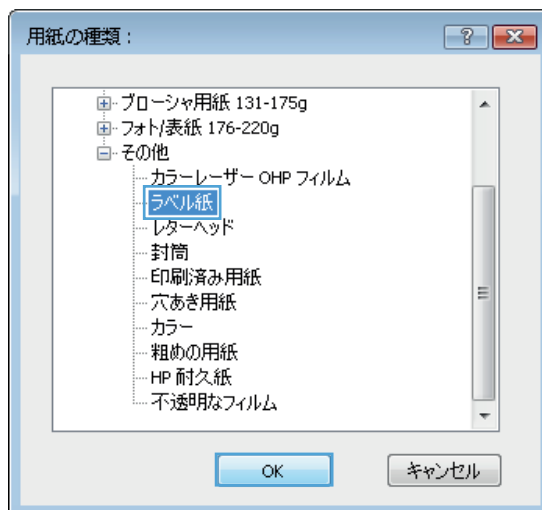 用紙の種類：
ブローシャ用紙 131-175g
フォト/表紙 176-220g
その他
カラーレーザー OHP フィルム
ラベル紙
レターヘッド
封筒
印刷済み用紙
穴あき用紙
カラー
粗めの用紙
HP 耐久紙
不透明なフィルム
OK キャンセル